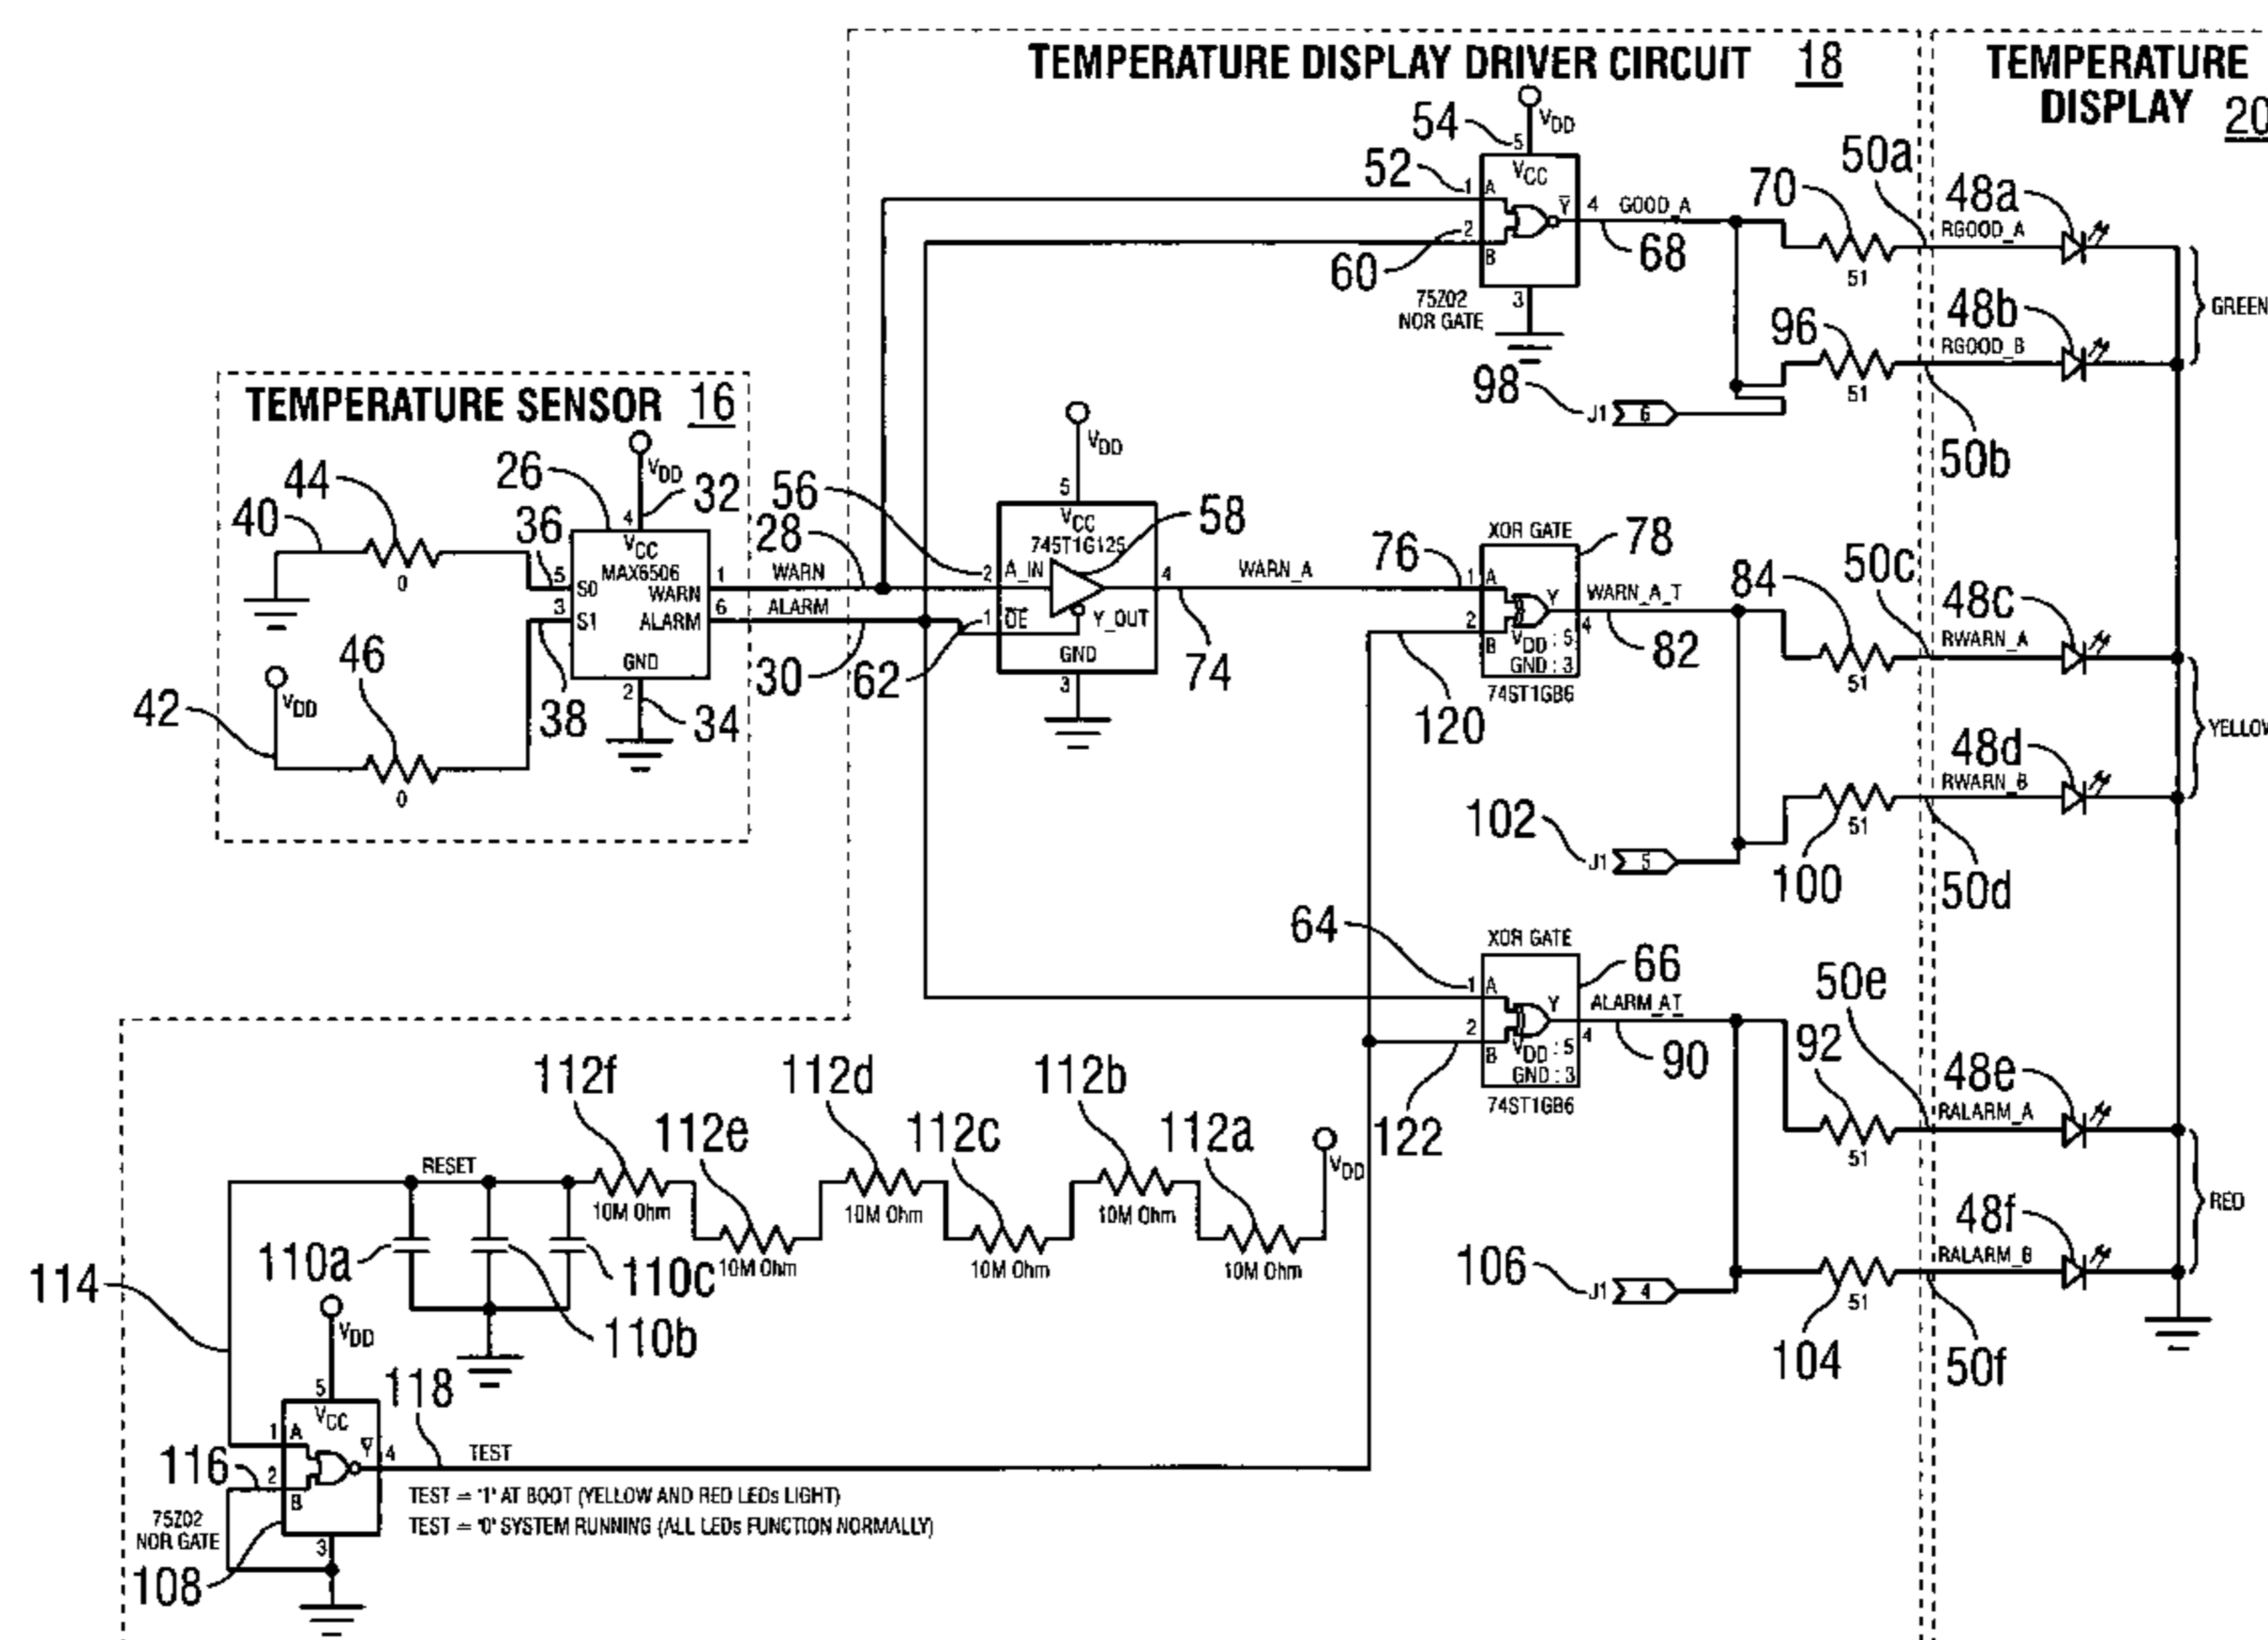 TEMPERATURE DISPLAY DRIVER CIRCUIT 18
TEMPERATURE
DISPLAY 20
54
VDD
5
52
1 A
VCC
Y
4 GOOD_A
60
2
B
68
3
75Z02
NOR GATE
70
51
50a
RGOOD_A
48a
96
51
RGOOD_B
48b
GREEN
98
J1 6
50b
TEMPERATURE SENSOR 16
44
40
0
36
26
VDD
32
4
VCC
MAX6506
5 S0
WARN
3 S1
ALARM
GND
2
34
38
46
VDD
42
0
1 WARN
28
6 ALARM
30
56
62
VDD
5
VCC
74ST1G125
58
2 A_IN
1 OE
Y_OUT
GND
3
4
WARN_A
74
76
XOR GATE
78
1 A
Y
WARN_A_T
2
B
VDD : 5
GND : 3
4
82
74ST1G86
120
84
51
50c
RWARN_A
48c
YELLOW
48d
RWARN_B
102
J1 5
51
100
50d
64
XOR GATE
66
1 A
Y
ALARM_AT
2
B
VDD : 5
GND : 3
4
90
74ST1G86
122
92
51
50e
48e
RALARM_A
RED
48f
RALARM_B
106
J1 4
51
104
50f
112f
112d
112b
112e
112c
112a
VDD
RESET
10M Ohm
10M Ohm
10M Ohm
10M Ohm
10M Ohm
10M Ohm
110a
110c
110b
114
VDD
5
118
VCC
1 A
Y
4
TEST
116
2
B
3
75Z02
NOR GATE
108
TEST = '1' AT BOOT (YELLOW AND RED LEDs LIGHT)
TEST = '0' SYSTEM RUNNING (ALL LEDs FUNCTION NORMALLY)